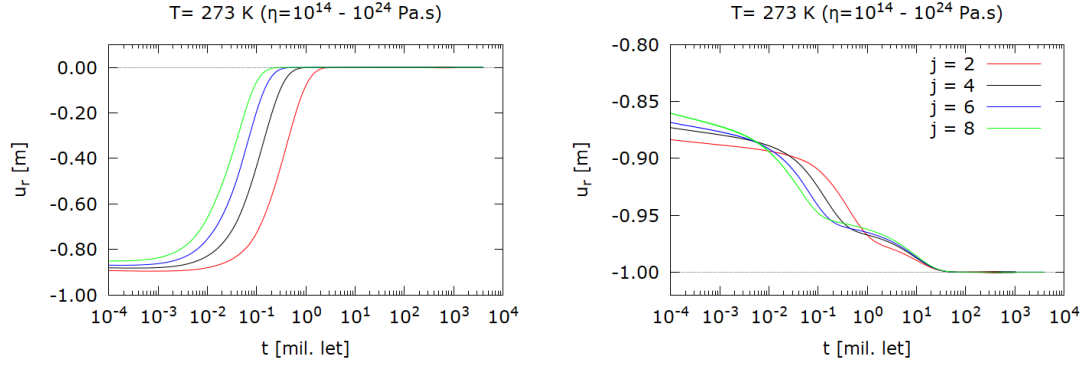 T= 273 K (η=10¹⁴ - 10²⁴ Pa.s)
0.00
-0.20
-0.40
-0.60
-0.80
-1.00
uᵣ [m]
10⁻⁴ 10⁻³ 10⁻² 10⁻¹ 10⁰ 10¹ 10² 10³ 10⁴
t [mil. let]
T= 273 K (η=10¹⁴ - 10²⁴ Pa.s)
j = 2
j = 4
j = 6
j = 8
-0.80
-0.85
-0.90
-0.95
-1.00
uᵣ [m]
10⁻⁴ 10⁻³ 10⁻² 10⁻¹ 10⁰ 10¹ 10² 10³ 10⁴
t [mil. let]